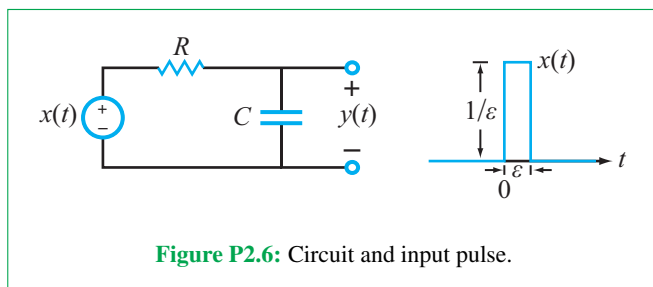 R
x(t)
+
-
C
+
y(t)
–
x(t)
1/ε
t
ε
0
Figure P2.6: Circuit and input pulse.